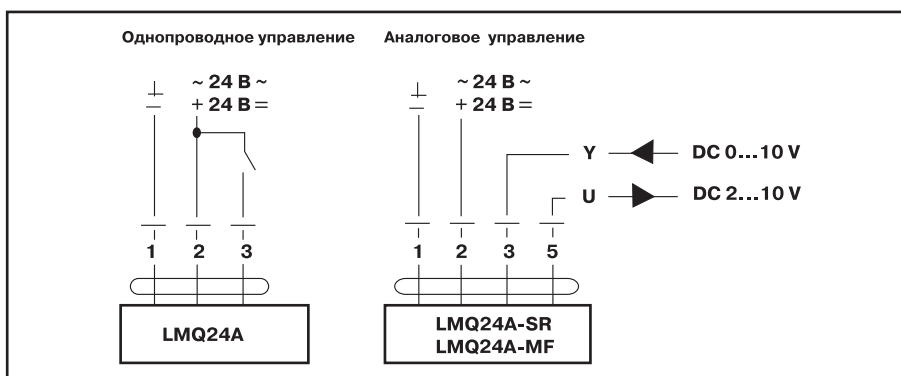 Однопроводное управление
Аналоговое управление
~ 24 В ~
+ 24 В =
~ 24 В ~
+ 24 В =
Y
DC 0...10 V
U
DC 2...10 V
1 2 3
1 2 3 5
LMQ24A
LMQ24A-SR
LMQ24A-MF